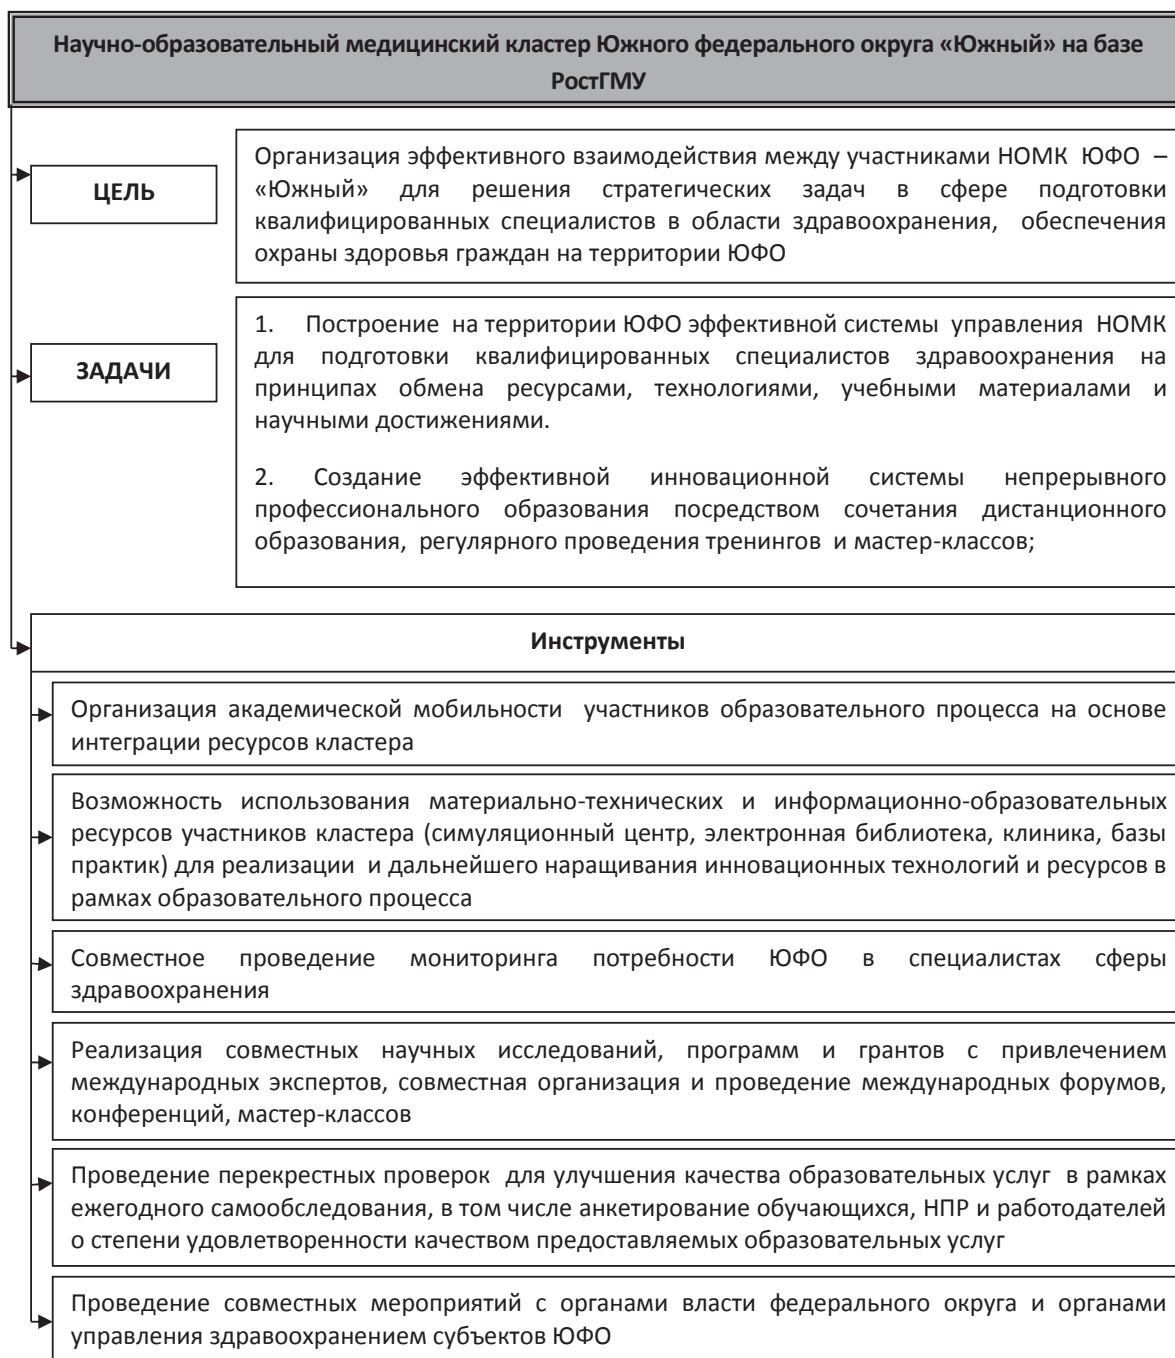 Научно-образовательный медицинский кластер Южного федерального округа «Южный» на базе
РостГМУ
ЦЕЛЬ
Организация эффективного взаимодействия между участниками НОМК ЮФО –
«Южный» для решения стратегических задач в сфере подготовки
квалифицированных специалистов в области здравоохранения, обеспечения
охраны здоровья граждан на территории ЮФО
ЗАДАЧИ
1. Построение на территории ЮФО эффективной системы управления НОМК
для подготовки квалифицированных специалистов здравоохранения на
принципах обмена ресурсами, технологиями, учебными материалами и
научными достижениями.
2. Создание эффективной инновационной системы непрерывного
профессионального образования посредством сочетания дистанционного
образования, регулярного проведения тренингов и мастер-классов;
Инструменты
Организация академической мобильности участников образовательного процесса на основе
интеграции ресурсов кластера
Возможность использования материально-технических и информационно-образовательных
ресурсов участников кластера (симуляционный центр, электронная библиотека, клиника, базы
практик) для реализации и дальнейшего наращивания инновационных технологий и ресурсов в
рамках образовательного процесса
Совместное проведение мониторинга потребности ЮФО в специалистах сферы
здравоохранения
Реализация совместных научных исследований, программ и грантов с привлечением
международных экспертов, совместная организация и проведение международных форумов,
конференций, мастер-классов
Проведение перекрестных проверок для улучшения качества образовательных услуг в рамках
ежегодного самообследования, в том числе анкетирование обучающихся, НПР и работодателей
о степени удовлетворенности качеством предоставляемых образовательных услуг
Проведение совместных мероприятий с органами власти федерального округа и органами
управления здравоохранением субъектов ЮФО